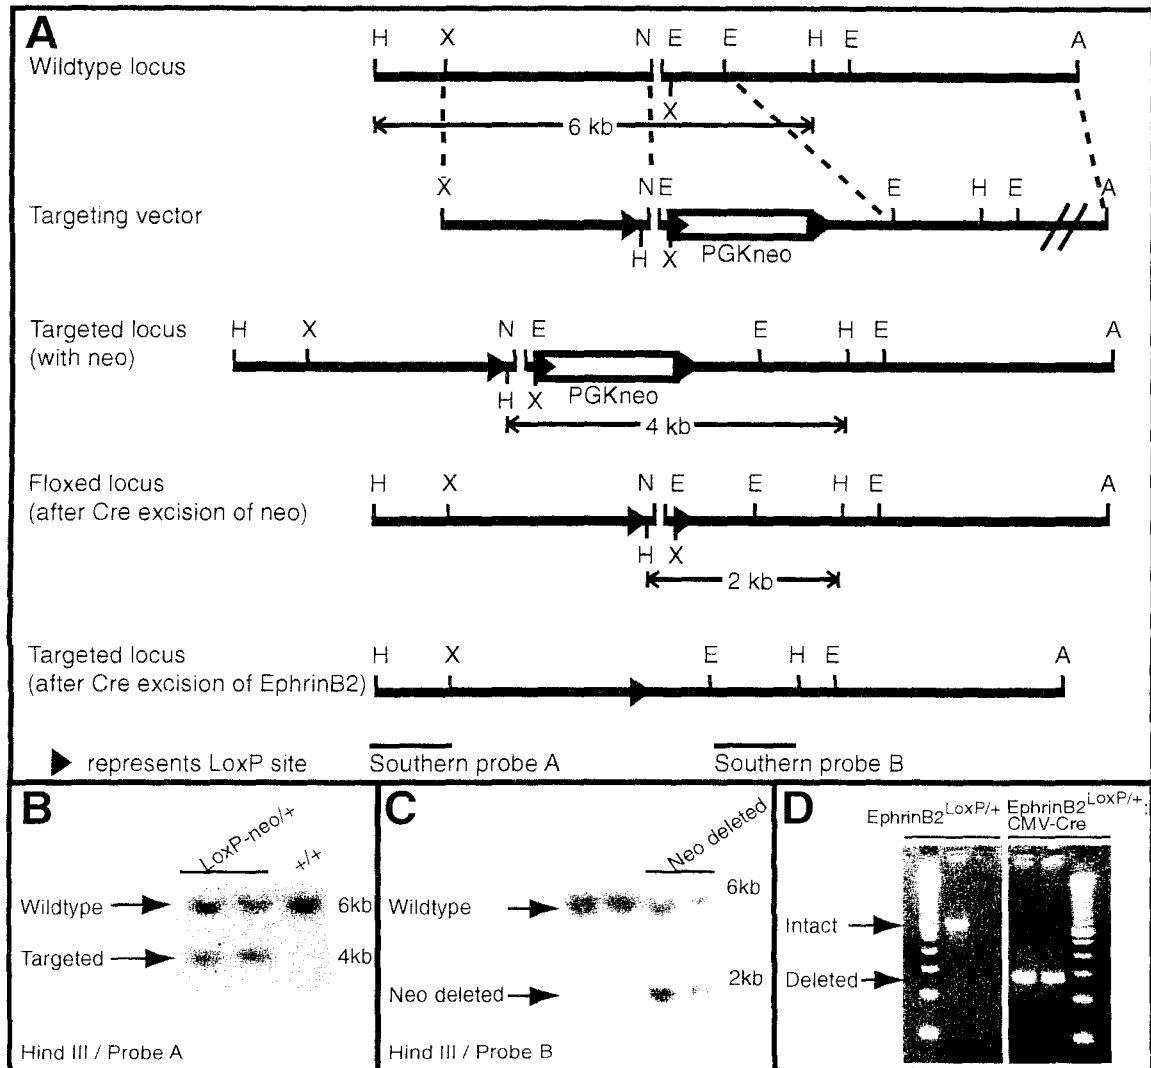 A
H X N E E H E A
Wildtype locus
X
6 kb
X N E E H E A
Targeting vector
H X PGKneo
Targeted locus
(with neo)
H X N E E H E A
H X PGKneo
4 kb
Floxed locus
(after Cre excision of neo)
H X N E E H E A
H X
2 kb
Targeted locus
(after Cre excision of EphrinB2)
H X E H E A
represents LoxP site
Southern probe A
Southern probe B
B
LoxP-neo/+
+/+
Wildtype
6kb
Targeted
4kb
Hind III / Probe A
C
Neo deleted
6kb
Wildtype
2kb
Neo deleted
Hind III / Probe B
D
EphrinB2LoxP/+
EphrinB2LoxP/+;
CMV-Cre
Intact
Deleted